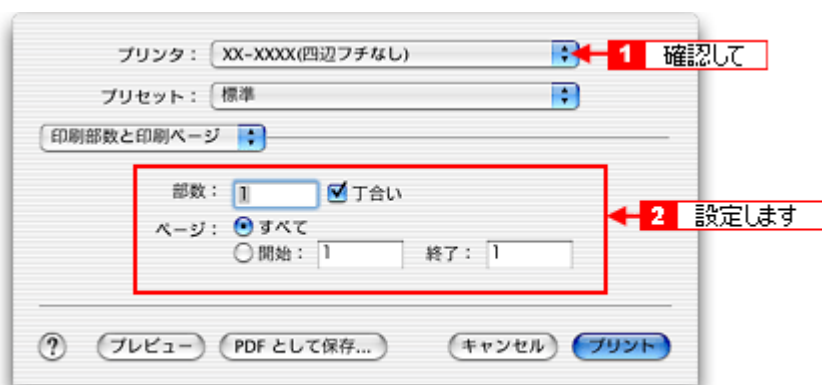 プリンタ： XX-XXXX(四辺フチなし) 1 確認して
プリセット： 標準
印刷部数と印刷ページ
部数： 1 丁合い
ページ： すべて 2 設定します
開始： 1 終了： 1
? プレビュー PDF として保存... キャンセル プリント